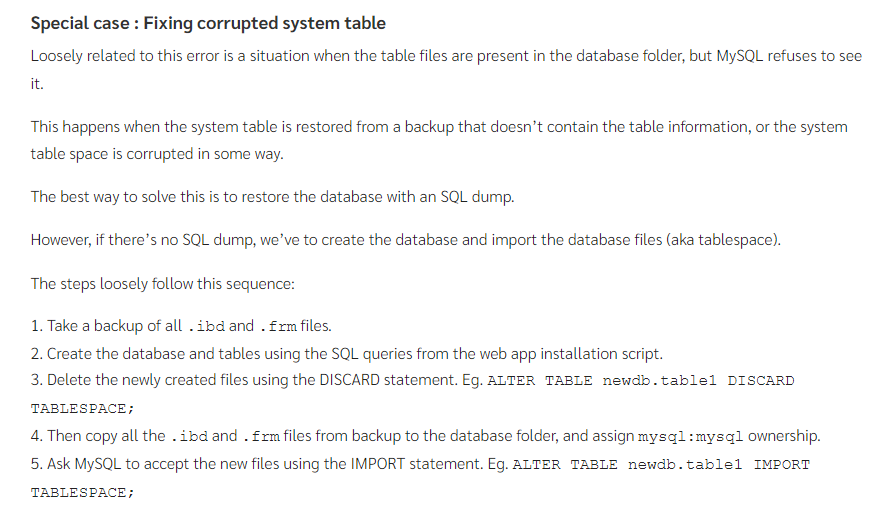 Special case : Fixing corrupted system table
Loosely related to this error is a situation when the table files are present in the database folder, but MySQL refuses to see
it.
This happens when the system table is restored from a backup that doesn’t contain the table information, or the system
table space is corrupted in some way.
The best way to solve this is to restore the database with an SQL dump.
However, if there’s no SQL dump, we’ve to create the database and import the database files (aka tablespace).
The steps loosely follow this sequence:
1. Take a backup of all .ibd and .frm files.
2. Create the database and tables using the SQL queries from the web app installation script.
3. Delete the newly created files using the DISCARD statement. Eg. ALTER TABLE newdb.table1 DISCARD
TABLESPACE;
4. Then copy all the .ibd and .frm files from backup to the database folder, and assign mysql:mysql ownership.
5. Ask MySQL to accept the new files using the IMPORT statement. Eg. ALTER TABLE newdb.table1 IMPORT
TABLESPACE;